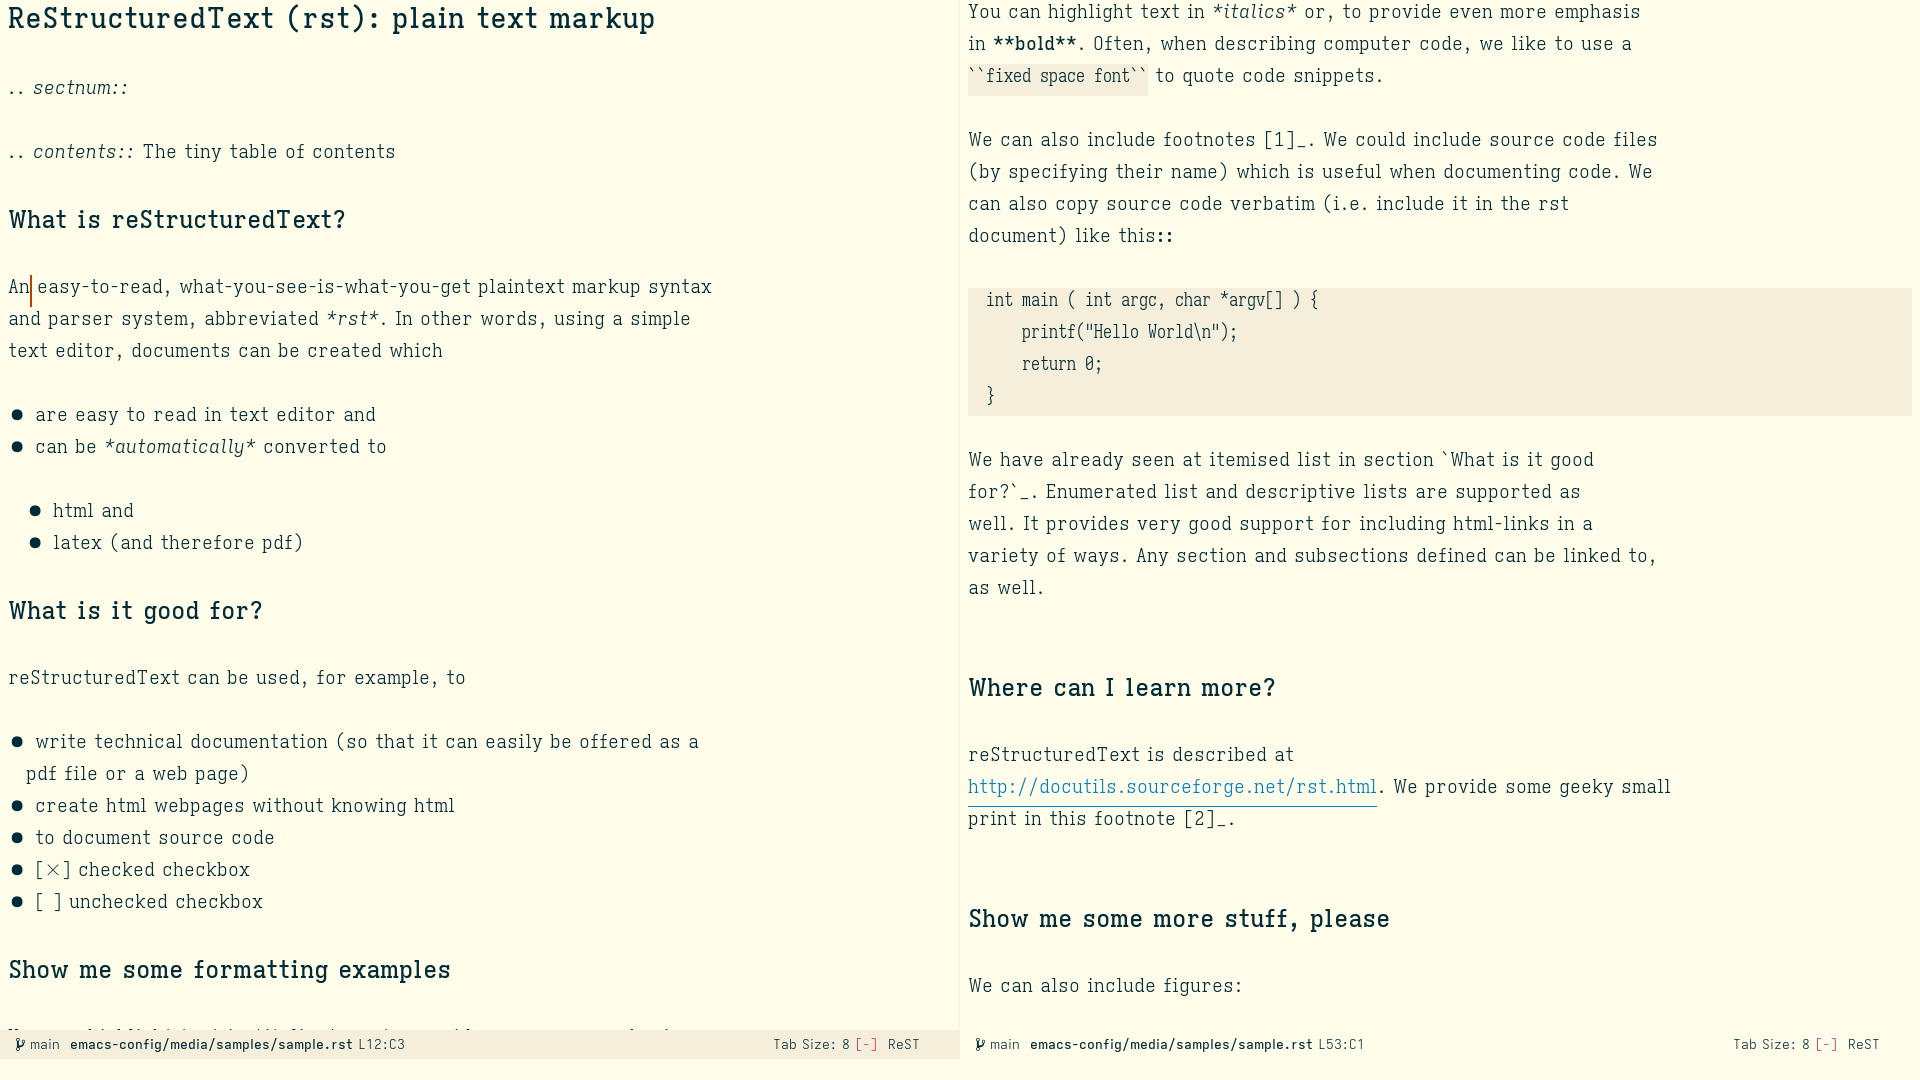 ReStructuredText (rst): plain text markup
.. sectnum::
.. contents:: The tiny table of contents
What is reStructuredText?
An easy-to-read, what-you-see-is-what-you-get plaintext markup syntax
and parser system, abbreviated *rst*. In other words, using a simple
text editor, documents can be created which
● are easy to read in text editor and
● can be *automatically* converted to
● html and
● latex (and therefore pdf)
What is it good for?
reStructuredText can be used, for example, to
● write technical documentation (so that it can easily be offered as a
pdf file or a web page)
● create html webpages without knowing html
● to document source code
● [×] checked checkbox
● [ ] unchecked checkbox
Show me some formatting examples
main emacs-config/media/samples/sample.rst L12:C3 Tab Size: 8 [-] ReST
You can highlight text in *italics* or, to provide even more emphasis
in **bold**. Often, when describing computer code, we like to use a
``fixed space font`` to quote code snippets.
We can also include footnotes [1]_. We could include source code files
(by specifying their name) which is useful when documenting code. We
can also copy source code verbatim (i.e. include it in the rst
document) like this::
int main ( int argc, char *argv[] ) {
printf("Hello World\n");
return 0;
}
We have already seen at itemised list in section `What is it good
for?`_. Enumerated list and descriptive lists are supported as
well. It provides very good support for including html-links in a
variety of ways. Any section and subsections defined can be linked to,
as well.
Where can I learn more?
reStructuredText is described at
http://docutils.sourceforge.net/rst.html. We provide some geeky small
print in this footnote [2]_.
Show me some more stuff, please
We can also include figures:
main emacs-config/media/samples/sample.rst L53:C1 Tab Size: 8 [-] ReST